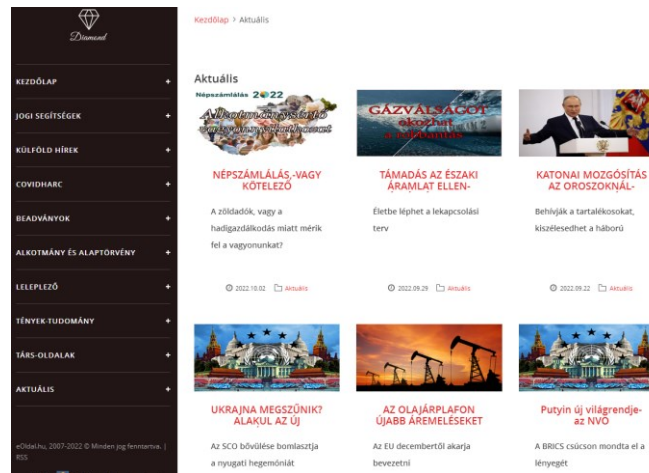 Diamond
KEZDŐLAP +
JOGI SEGÍTSÉGEK +
KÜLFÖLD HÍREK +
COVIDHARC +
BEADVÁNYOK +
ALKOTMÁNY ÉS ALAPTÖRVÉNY +
LELEPLEZŐ +
TÉNYEK-TUDOMÁNY +
TÁRS-OLDALAK +
AKTUÁLIS +
eOldal.hu, 2007-2022 © Minden jog fenntartva. |
RSS
Kezdőlap > Aktuális
Aktuális
Népszámlálás 2022
Alkotmánysértő
vagyonnyilatkozat
NÉPSZÁMLÁLÁS,-VAGY
KÖTELEZŐ
A zöldadók, vagy a
hadigazdálkodás miatt mérik
fel a vagyonunkat?
2022.10.02 Aktuális
GÁZVÁLSÁGOT
okozhat
a robbantás
TÁMADÁS AZ ÉSZAKI
ÁRAMLAT ELLEN-
Életbe léphet a lekapcsolási
terv
2022.09.29 Aktuális
KATONAI MOZGÓSÍTÁS
AZ OROSZOKNÁL-
Behívják a tartalékosokat,
kiszélesedhet a háború
2022.09.22 Aktuális
UKRAJNA MEGSZŰNIK?
ALAKUL AZ ÚJ
Az SCO bővülése bomlasztja
a nyugati hegemóniát
AZ OLAJÁRPLAFON
ÚJABB ÁREMELÉSEKET
Az EU decembertől akarja
bevezetni
Putyin új világrendje-
az NVO
A BRICS csúcson mondta el a
lényegét